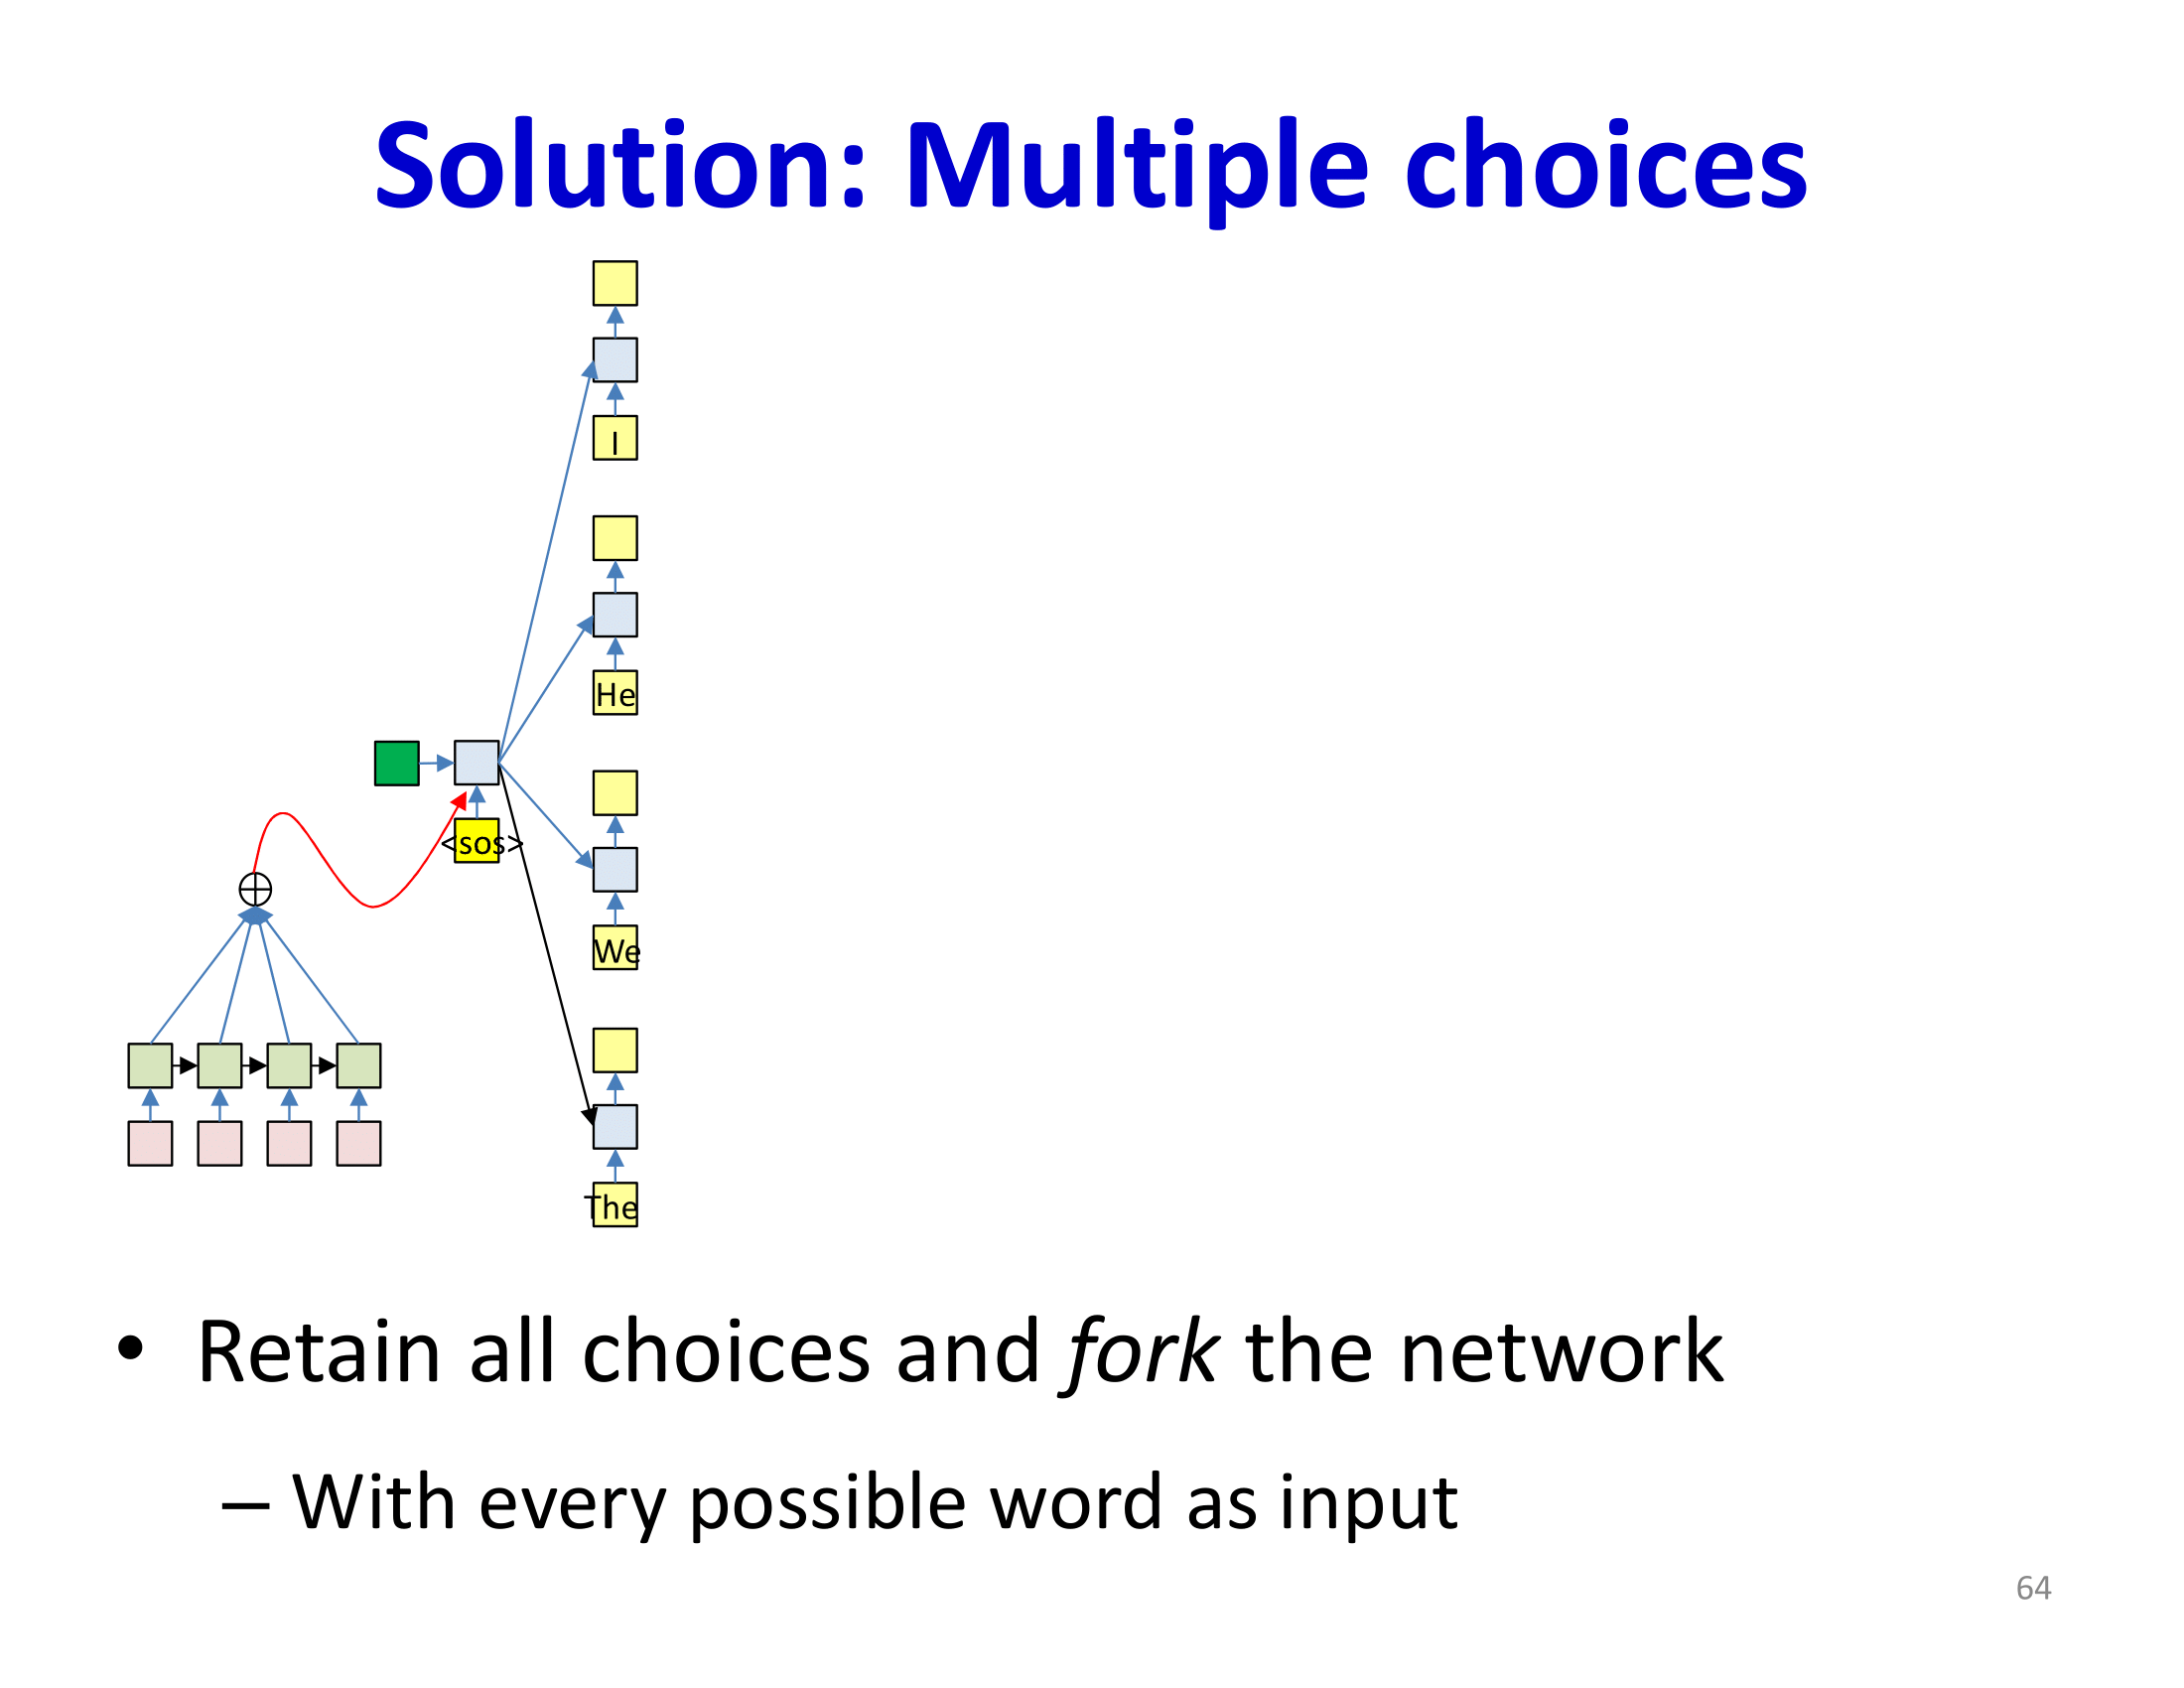 Solution: Multiple choices
I
He
<sos>
We
The
• Retain all choices and fork the network
– With every possible word as input
64